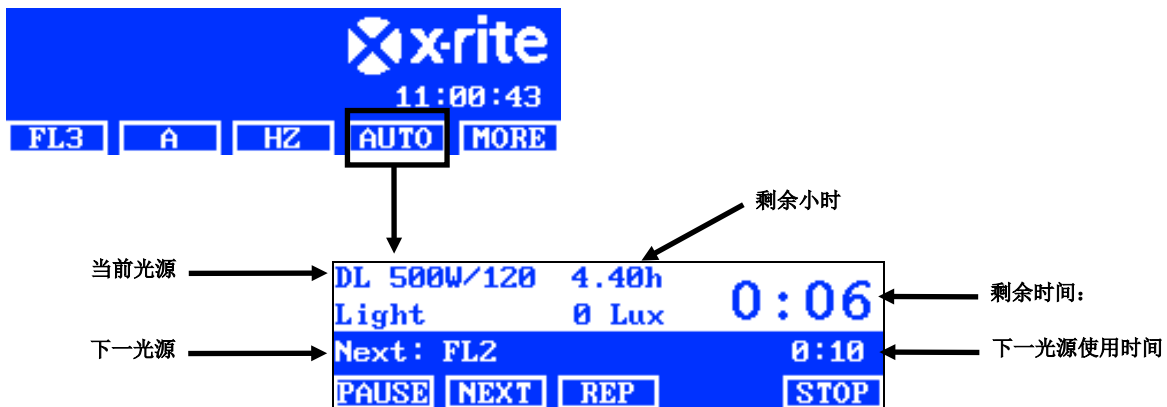 x·rite
11:00:43
FL3 A HZ AUTO MORE
剩余小时
当前光源
DL 500W/120 4.40h
0:06
剩余时间:
Light 0 Lux
下一光源
Next: FL2 0:10
下一光源使用时间
PAUSE NEXT REP STOP